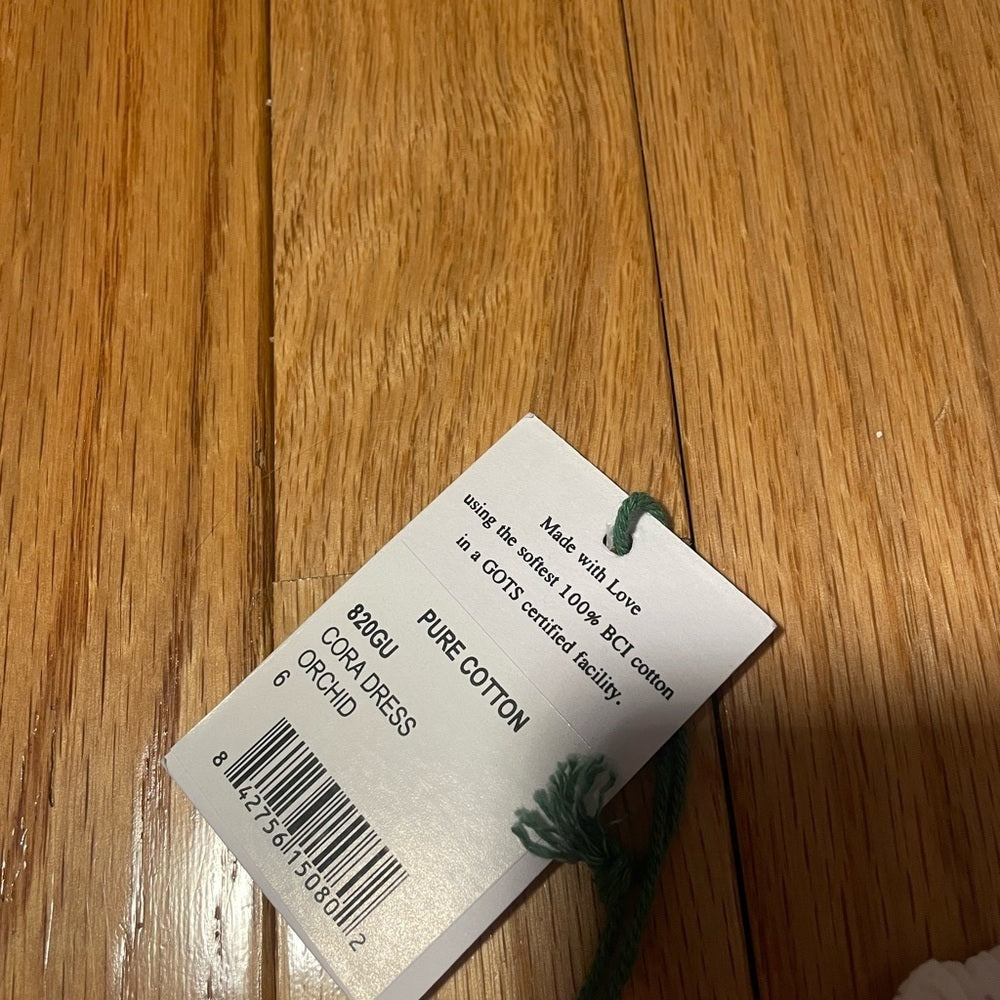 Made with Love
using the softest 100% BCI cotton
in a GOTS certified facility.
PURE COTTON
820GU
CORA DRESS
ORCHID
6
8 42756 15080 2